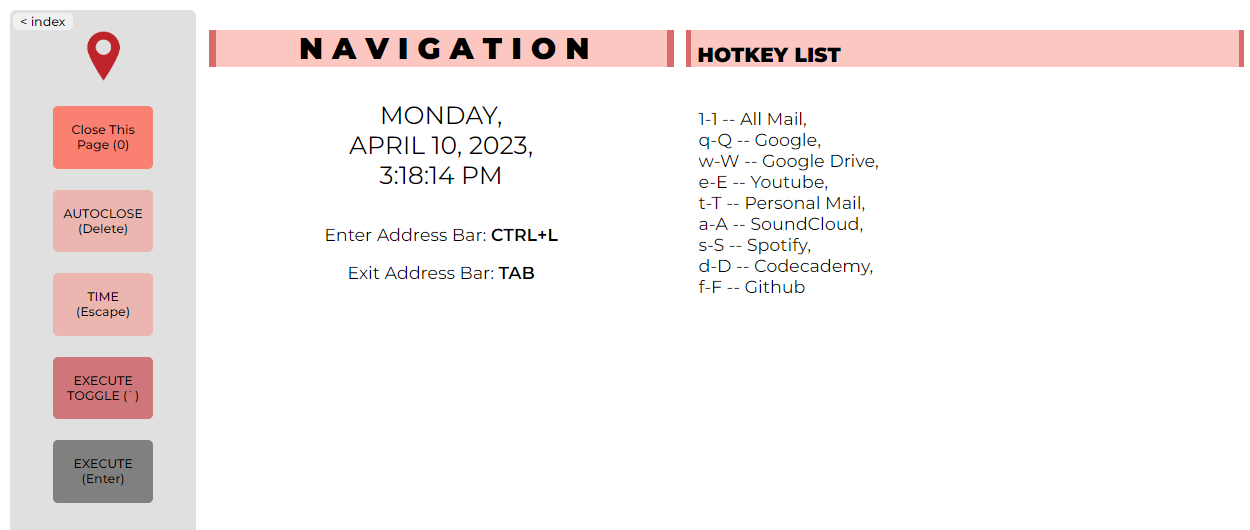 < index
Close This
Page (0)
AUTOCLOSE
(Delete)
TIME
(Escape)
EXECUTE
TOGGLE (`)
EXECUTE
(Enter)
NAVIGATION
MONDAY,
APRIL 10, 2023,
3:18:14 PM
Enter Address Bar: CTRL+L
Exit Address Bar: TAB
HOTKEY LIST
1-1 -- All Mail,
q-Q -- Google,
w-W -- Google Drive,
e-E -- Youtube,
t-T -- Personal Mail,
a-A -- SoundCloud,
s-S -- Spotify,
d-D -- Codecademy,
f-F -- Github